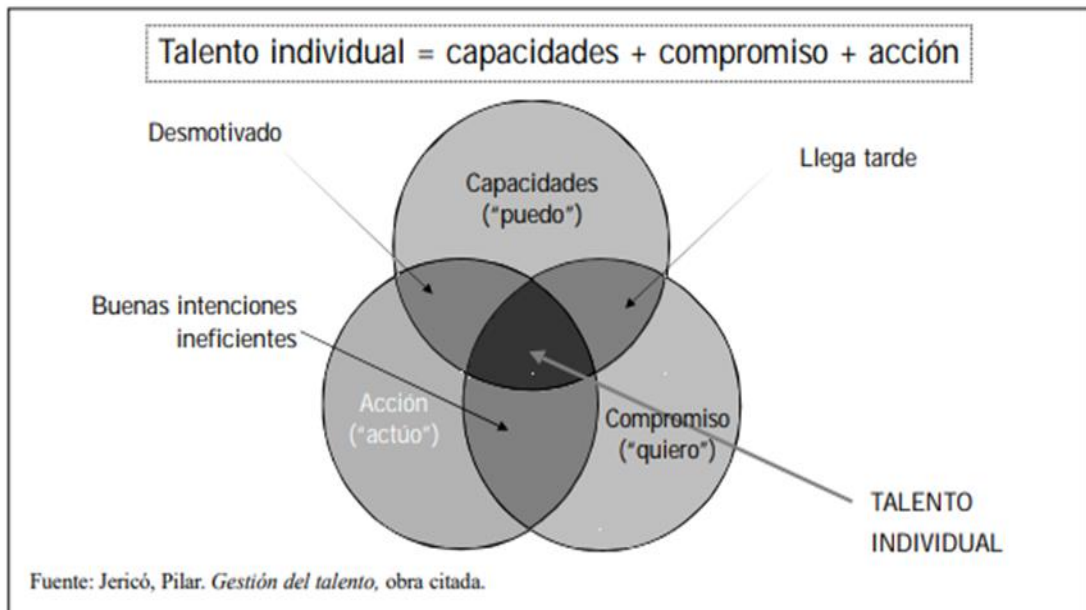 Talento individual = capacidades + compromiso + acción
Desmotivado
Llega tarde
Capacidades
("puedo")
Buenas intenciones
ineficientes
Acción
("actúo")
Compromiso
("quiero")
TALENTO
INDIVIDUAL
Fuente: Jericó, Pilar. Gestión del talento, obra citada.